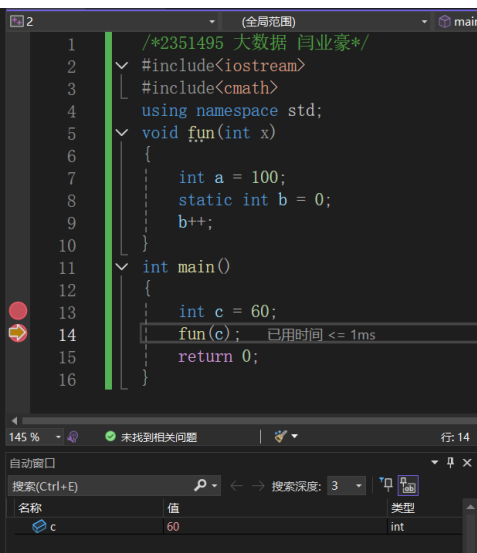 2 (全局范围) main
1 /*2351495 大数据 闫业豪*/
2 #include<iostream>
3 #include<cmath>
4 using namespace std;
5 void fun(int x)
6 {
7 int a = 100;
8 static int b = 0;
9 b++;
10 }
11 int main()
12 {
13 int c = 60;
14 fun(c); 已用时间 <= 1ms
15 return 0;
16 }
145 % 未找到相关问题 行: 14
自动窗口
搜索(Ctrl+E) 搜索深度: 3
名称 值 类型
c 60 int